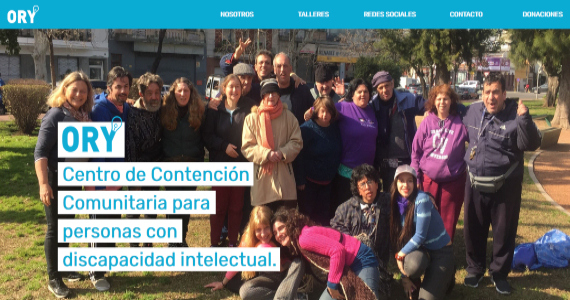 ORY
NOSOTROS TALLERES REDES SOCIALES CONTACTO DONACIONES
ORY
Centro de Contención
Comunitaria para
personas con
discapacidad intelectual.